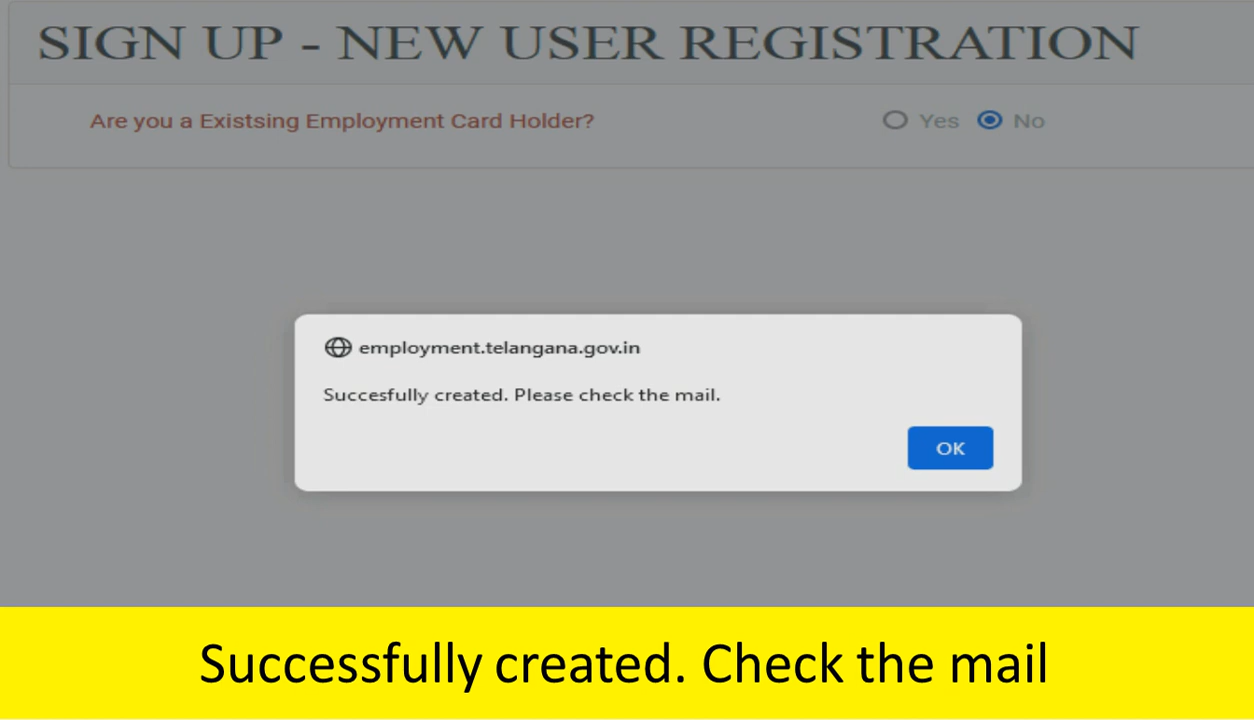 SIGN UP - NEW USER REGISTRATION
Are you a Existsing Employment Card Holder? Yes No
employment.telangana.gov.in
Succesfully created. Please check the mail.
OK
Successfully created. Check the mail